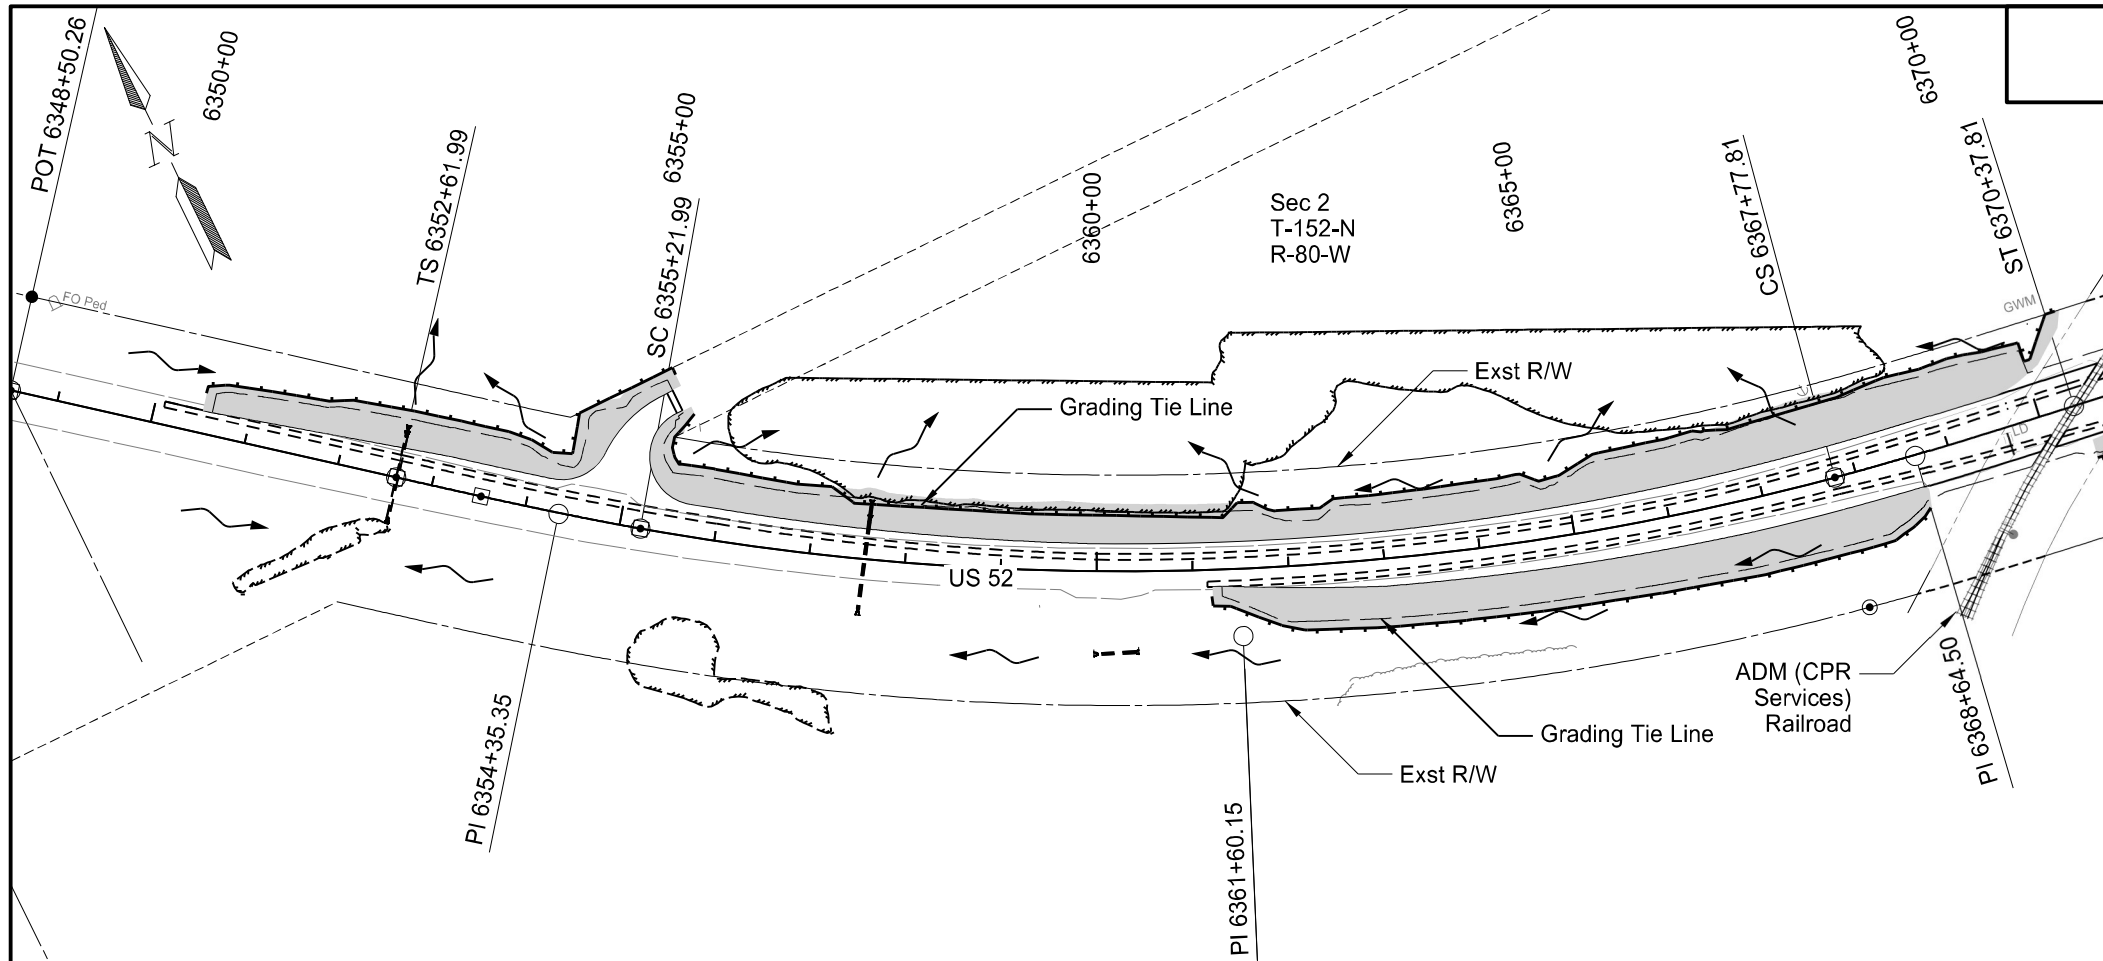 POT 6348+50.26
6350+00
N
TS 6352+61.99
6355+00
SC 6355+21.99
6360+00
Sec 2
T-152-N
R-80-W
6365+00
CS 6367+77.81
6370+00
ST 6370+37.81
FO Ped
GWM
Exst R/W
Grading Tie Line
LD
US 52
PI 6354+35.35
PI 6361+60.15
ADM (CPR
Services)
Railroad
PI 6368+64.50
Grading Tie Line
Exst R/W